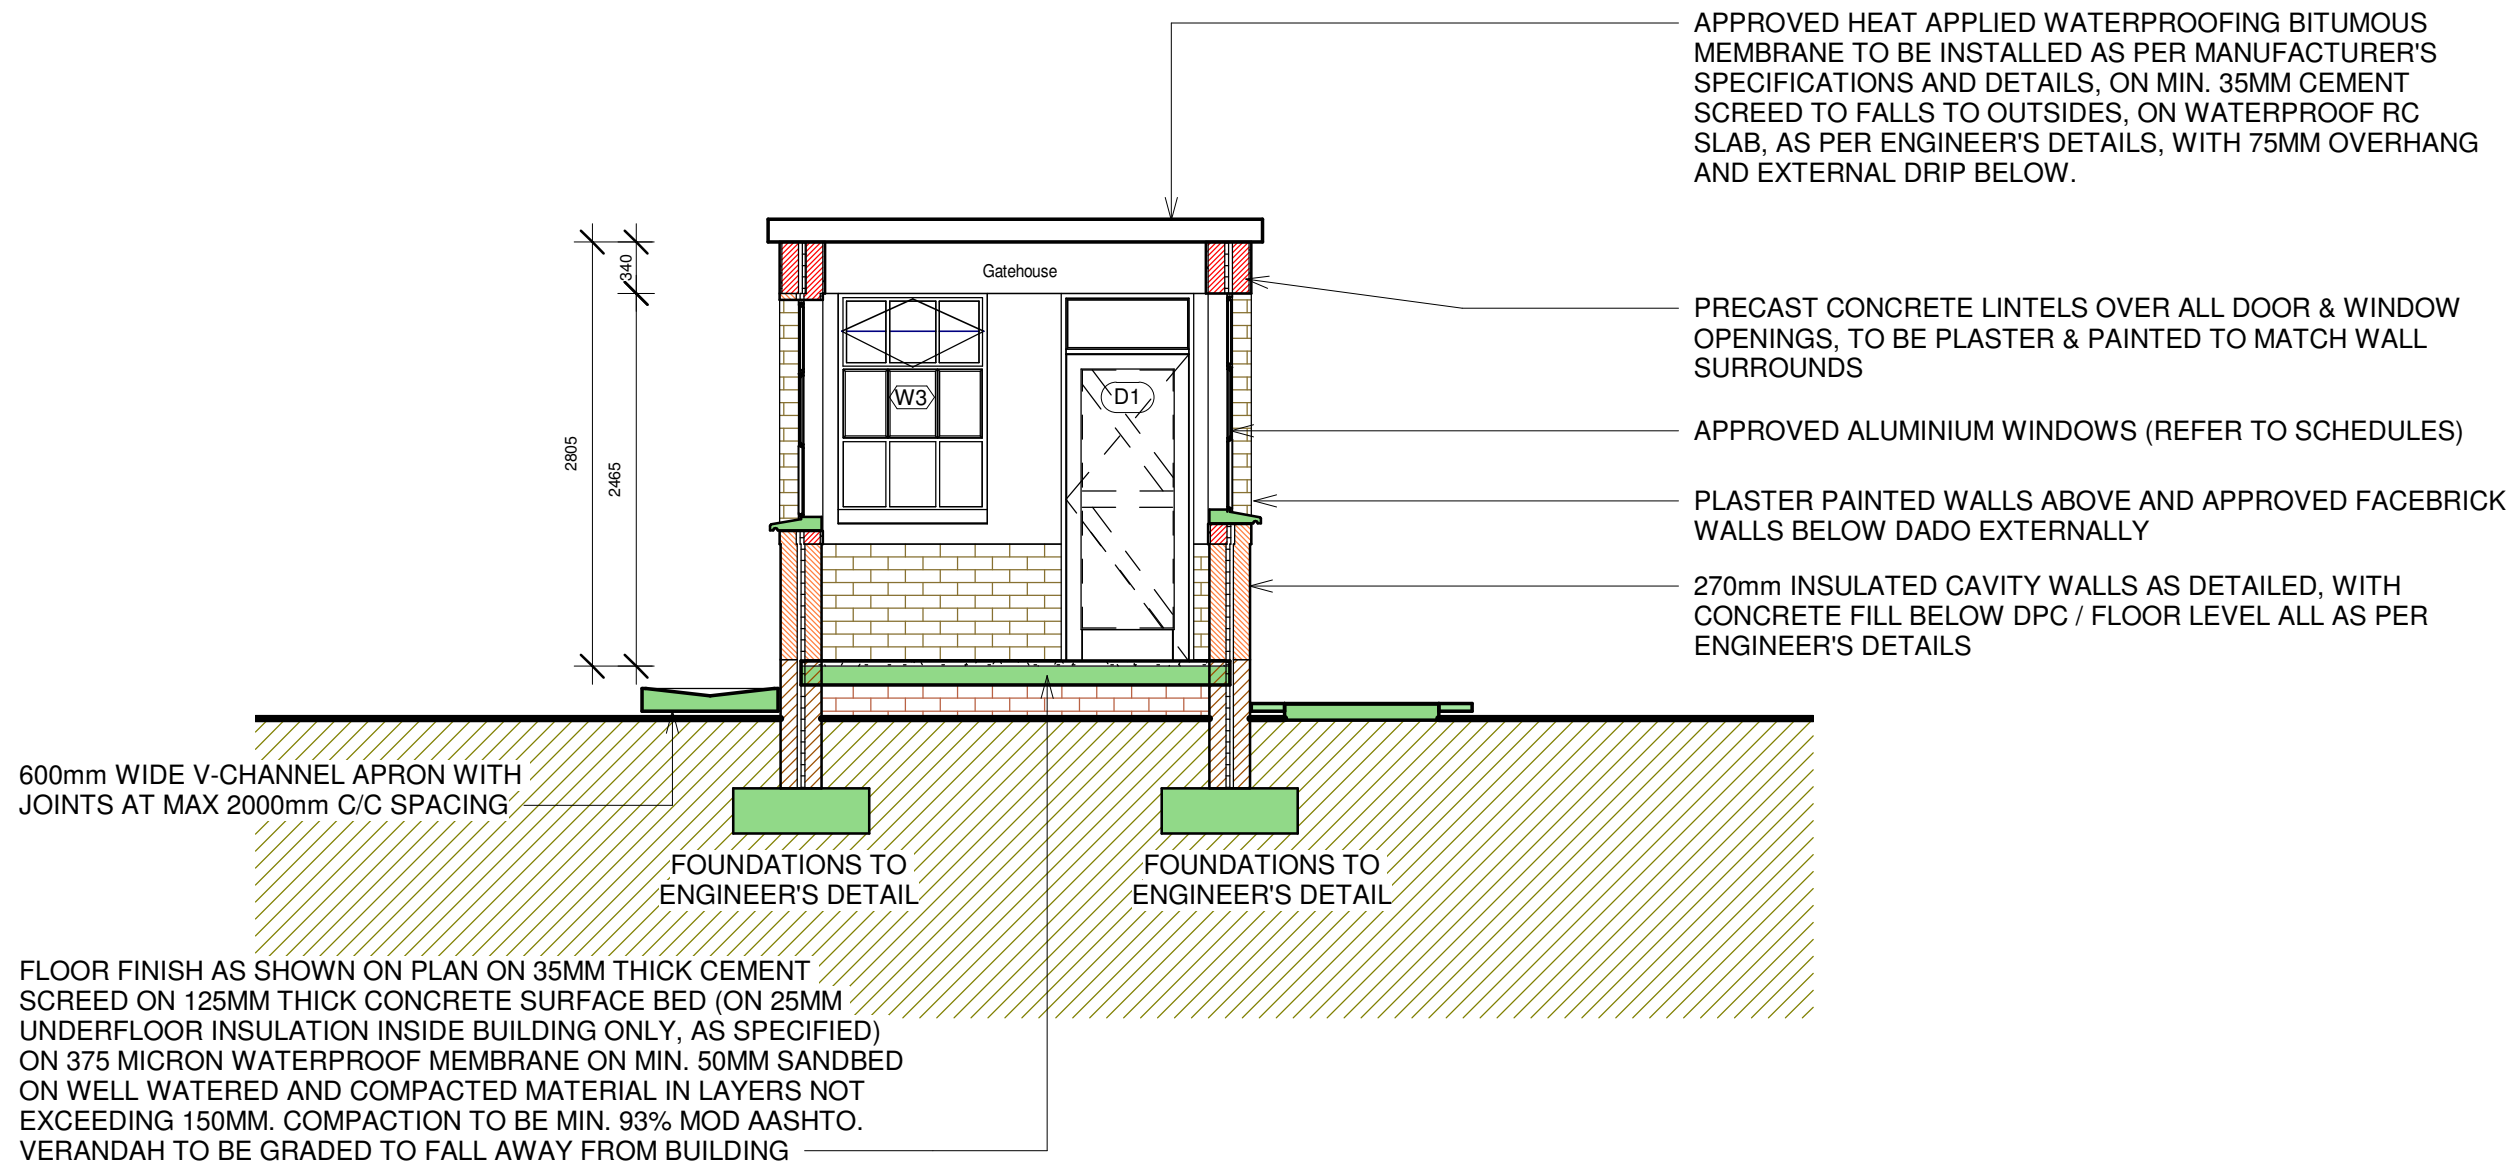 APPROVED HEAT APPLIED WATERPROOFING BITUMOUS
MEMBRANE TO BE INSTALLED AS PER MANUFACTURER'S
SPECIFICATIONS AND DETAILS, ON MIN. 35MM CEMENT
SCREED TO FALLS TO OUTSIDES, ON WATERPROOF RC
SLAB, AS PER ENGINEER'S DETAILS, WITH 75MM OVERHANG
AND EXTERNAL DRIP BELOW.
340
Gatehouse
PRECAST CONCRETE LINTELS OVER ALL DOOR & WINDOW
OPENINGS, TO BE PLASTER & PAINTED TO MATCH WALL
SURROUNDS
W3
D1
APPROVED ALUMINIUM WINDOWS (REFER TO SCHEDULES)
2805
2465
PLASTER PAINTED WALLS ABOVE AND APPROVED FACEBRICK
WALLS BELOW DADO EXTERNALLY
270mm INSULATED CAVITY WALLS AS DETAILED, WITH
CONCRETE FILL BELOW DPC / FLOOR LEVEL ALL AS PER
ENGINEER'S DETAILS
600mm WIDE V-CHANNEL APRON WITH
JOINTS AT MAX 2000mm C/C SPACING
FOUNDATIONS TO
ENGINEER'S DETAIL
FOUNDATIONS TO
ENGINEER'S DETAIL
FLOOR FINISH AS SHOWN ON PLAN ON 35MM THICK CEMENT
SCREED ON 125MM THICK CONCRETE SURFACE BED (ON 25MM
UNDERFLOOR INSULATION INSIDE BUILDING ONLY, AS SPECIFIED)
ON 375 MICRON WATERPROOF MEMBRANE ON MIN. 50MM SANDBED
ON WELL WATERED AND COMPACTED MATERIAL IN LAYERS NOT
EXCEEDING 150MM. COMPACTION TO BE MIN. 93% MOD AASHTO.
VERANDAH TO BE GRADED TO FALL AWAY FROM BUILDING